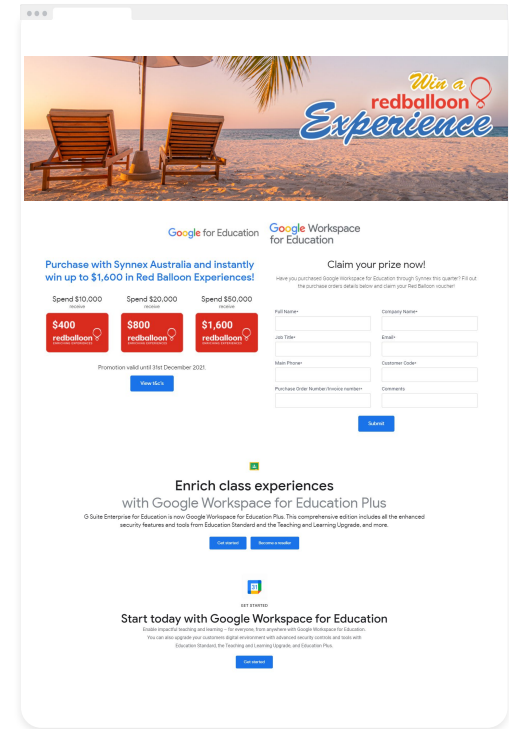 Win a
redballoon
Experience
Google for Education
Google Workspace
for Education
Purchase with Synnex Australia and instantly
win up to $1,600 in Red Balloon Experiences!
Spend $10,000
receive
Spend $20,000
receive
Spend $50,000
receive
$400
redballoon
$800
redballoon
$1,600
redballoon
Promotion valid until 31st December 2021.
View t&c's
Claim your prize now!
Have you purchased Google Workspace for Education through Synnex this quarter? Fill out
the purchase orders details below and claim your Red Balloon voucher!
Full Name*
Company Name*
Job Title*
Email*
Main Phone*
Customer Code*
Purchase Order Number/Invoice number*
Comments
Submit
Enrich class experiences
with Google Workspace for Education Plus
G Suite Enterprise for Education is now Google Workspace for Education Plus. This comprehensive edition includes all the enhanced
security features and tools from Education Standard and the Teaching and Learning Upgrade, and more.
Get started
Become a reseller
31
GET STARTED
Start today with Google Workspace for Education
Enable impactful teaching and learning – for everyone, from anywhere with Google Workspace for Education.
You can also upgrade your customers digital environment with advanced security controls and tools with
Education Standard, the Teaching and Learning Upgrade, and Education Plus.
Get started